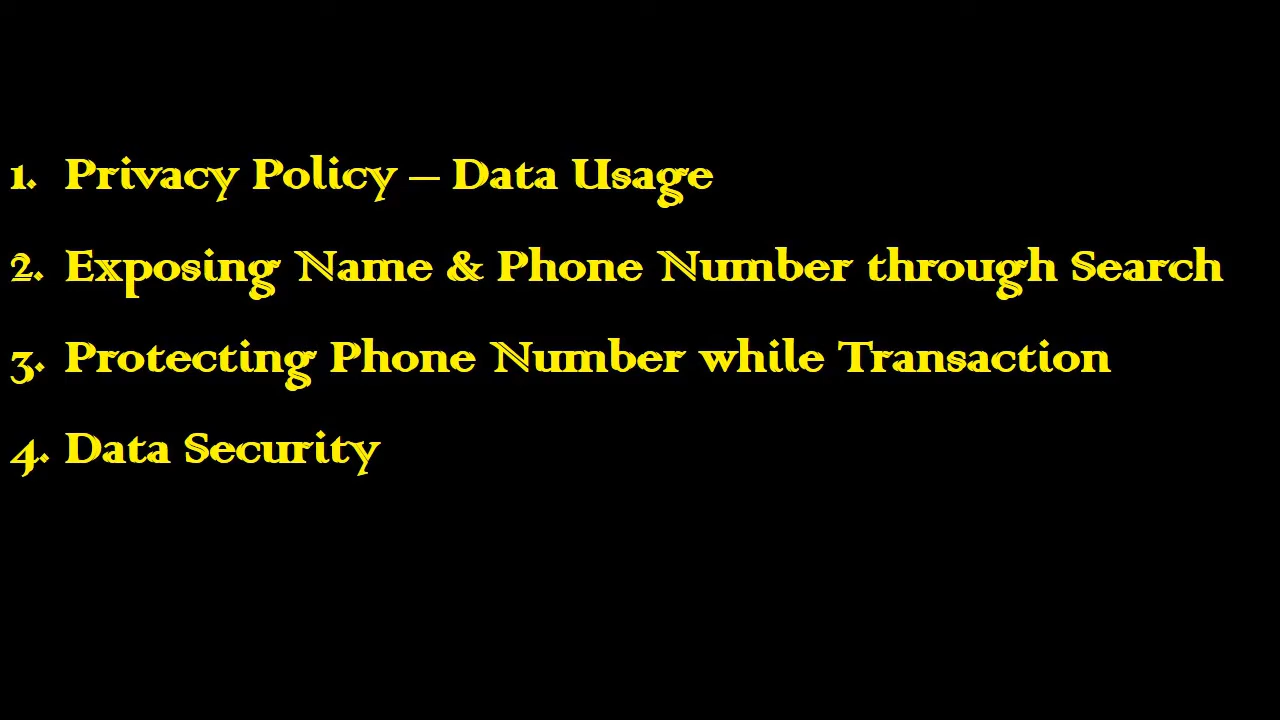 1. Privacy Policy – Data Usage
2. Exposing Name & Phone Number through Search
3. Protecting Phone Number while Transaction
4. Data Security